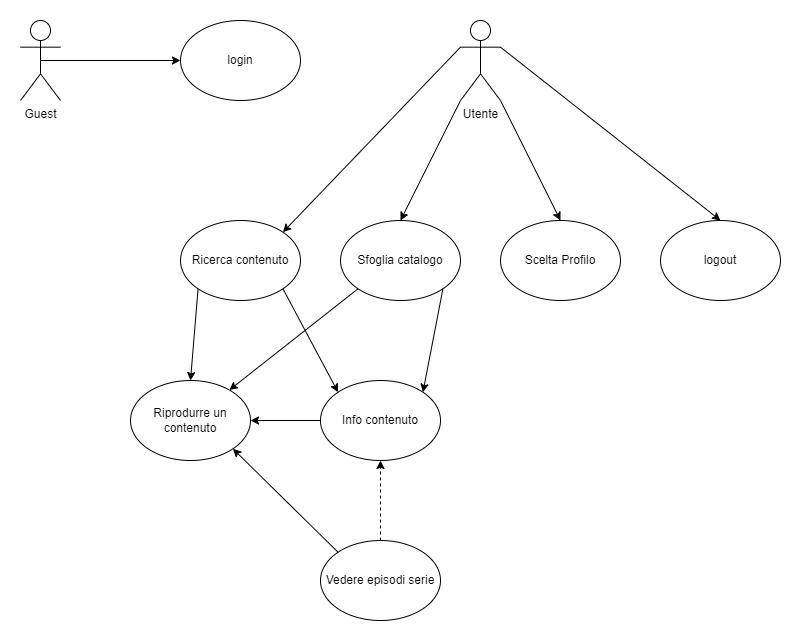 login
Guest
Utente
Ricerca contenuto
Sfoglia catalogo
Scelta Profilo
logout
Riprodurre un
contenuto
Info contenuto
Vedere episodi serie